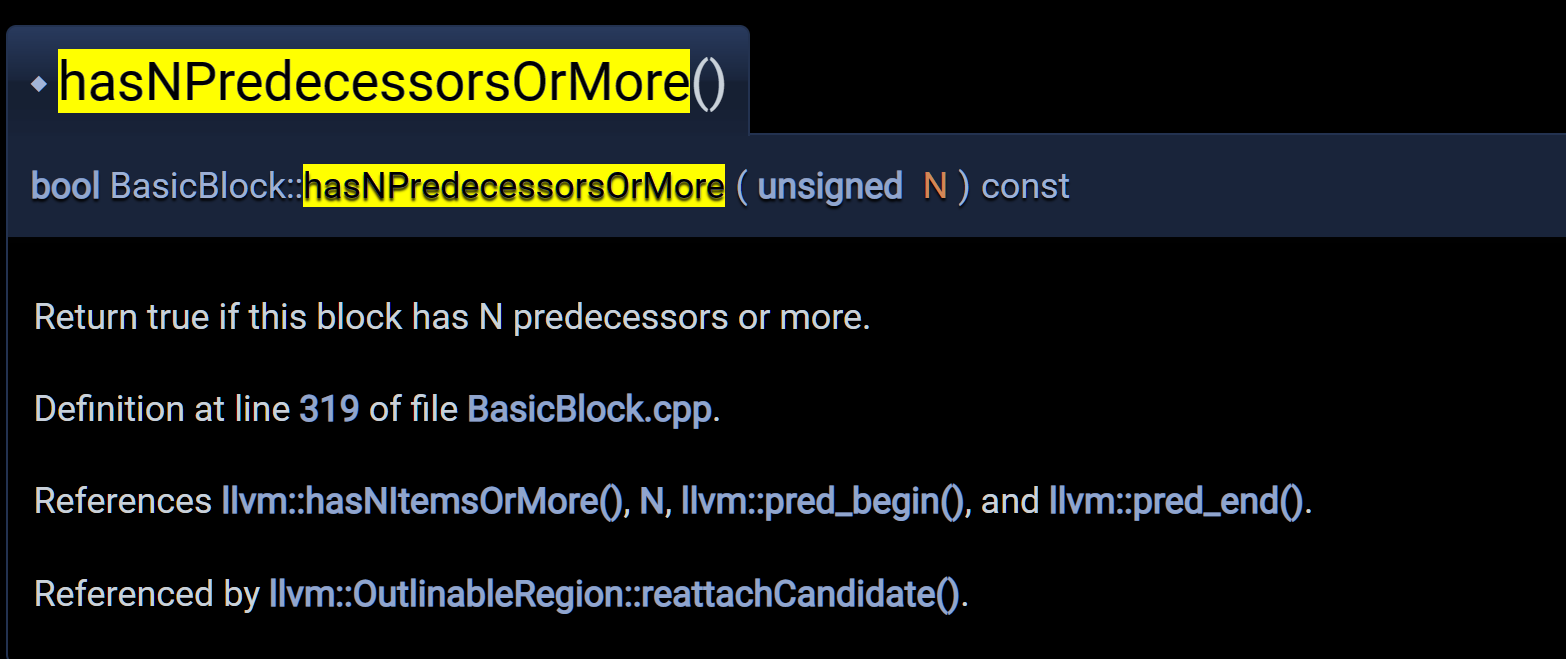 hasNPredecessorsOrMore()
bool BasicBlock::hasNPredecessorsOrMore ( unsigned N ) const
Return true if this block has N predecessors or more.
Definition at line 319 of file BasicBlock.cpp.
References llvm::hasNItemsOrMore(), N, llvm::pred_begin(), and llvm::pred_end().
Referenced by llvm::OutlinableRegion::reattachCandidate().